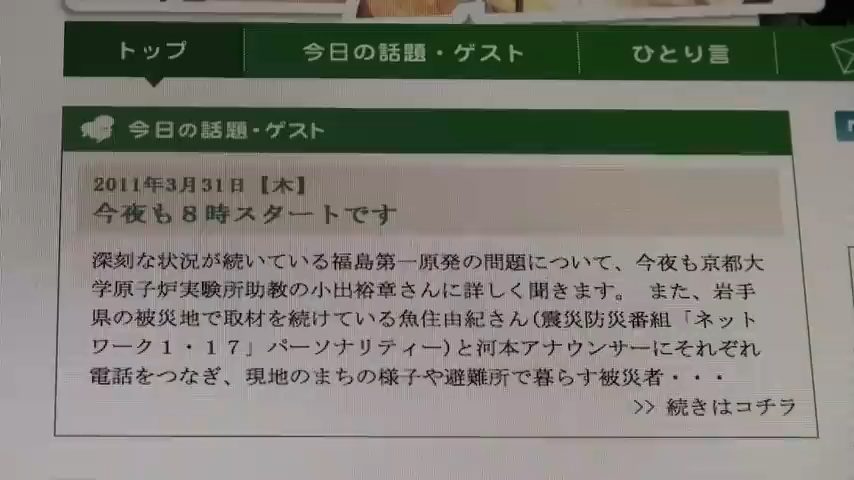 トップ
今日の話題・ゲスト
ひとり言
今日の話題・ゲスト
2011年3月31日【木】
今夜も８時スタートです
深刻な状況が続いている福島第一原発の問題について、今夜も京都大
学原子炉実験所助教の小出裕章さんに詳しく聞きます。 また、岩手
県の被災地で取材を続けている魚住由紀さん(震災防災番組「ネット
ワーク１・１７」パーソナリティー)と河本アナウンサーにそれぞれ
電話をつなぎ、現地のまちの様子や避難所で暮らす被災者・・・
>> 続きはコチラ